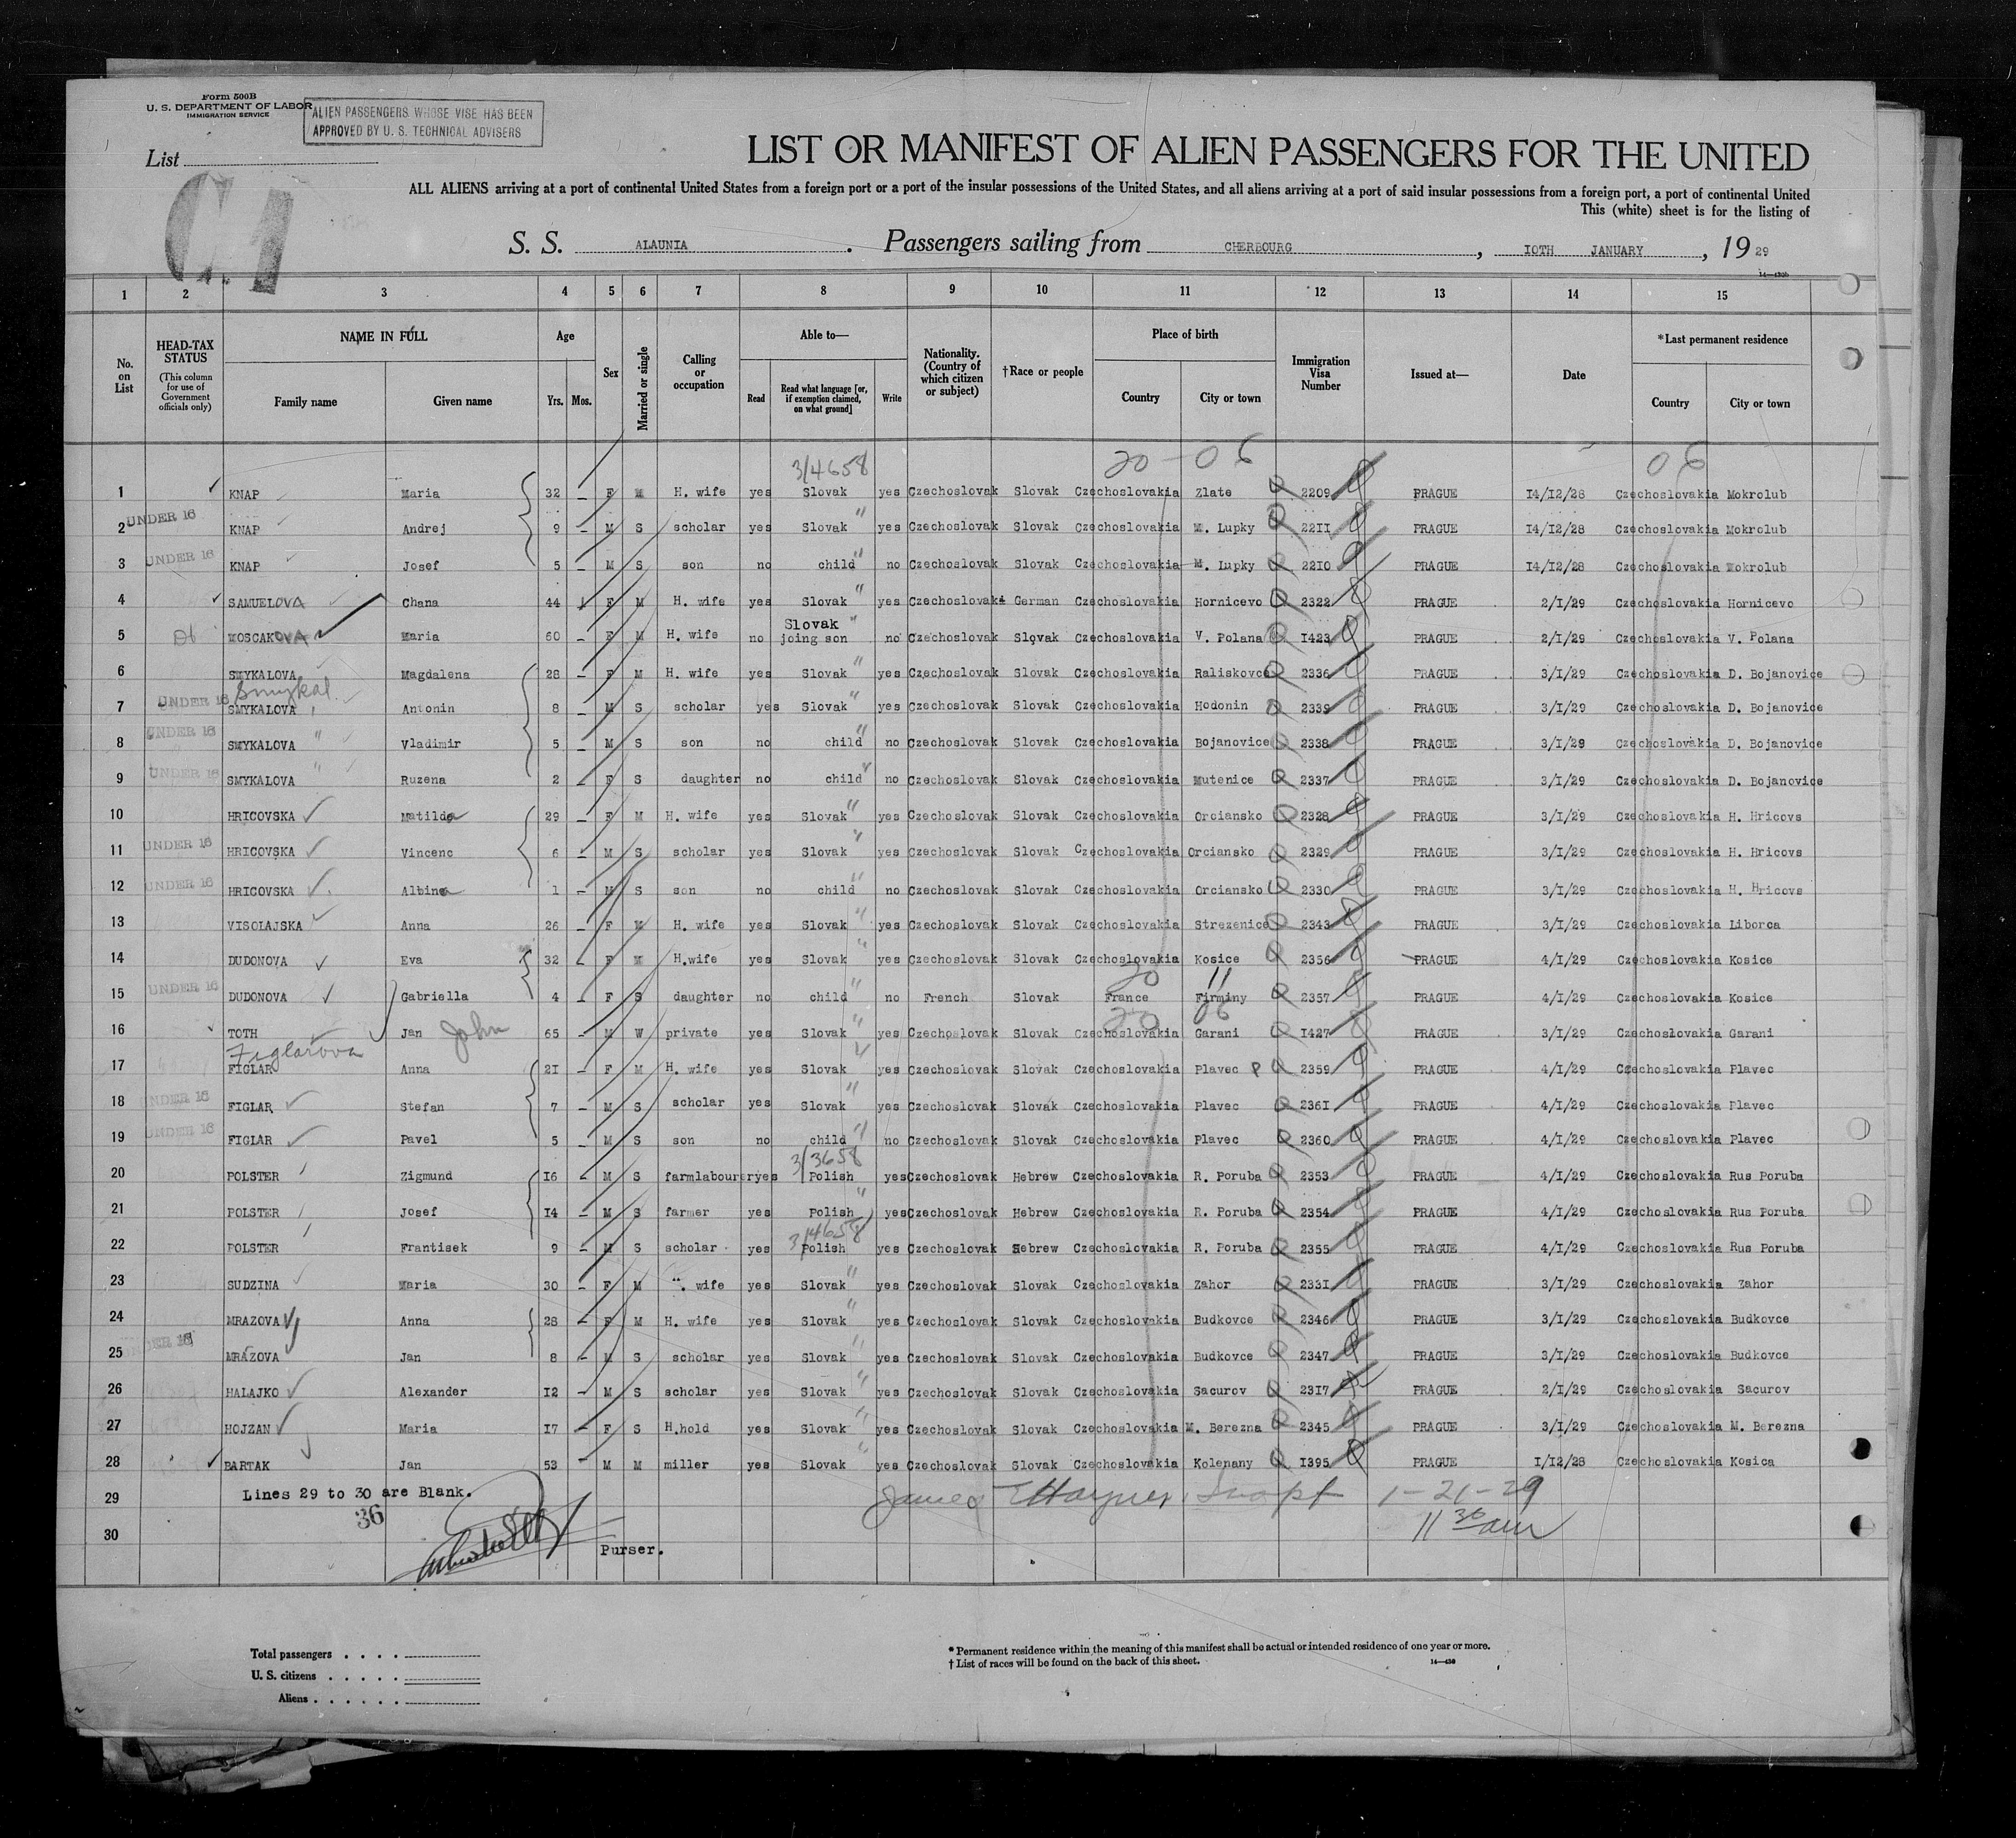 Form 500B
U. S. DEPARTMENT OF LABOR
IMMIGRATION SERVICE
ALIEN PASSENGERS WHOSE VISE HAS BEEN
APPROVED BY U. S. TECHNICAL ADVISERS
List
LIST OR MANIFEST OF ALIEN PASSENGERS FOR THE UNITED
ALL ALIENS arriving at a port of continental United States from a foreign port or a port of the insular possessions of the United States, and all aliens arriving at a port of said insular possessions from a foreign port, a port of continental United
This (white) sheet is for the listing of
S. S. ALAUNIA. Passengers sailing from CHERBOURG, 10TH JANUARY, 19 29
1 2 3 4 5 6 7 8 9 10 11 12 13 14 15
No. on List
HEAD-TAX STATUS (This column for use of Government officials only)
NAME IN FULL
Family name Given name
Age Yrs. Mos.
Sex
Married or single
Calling or occupation
Able to—
Read Read what language [or, if exemption claimed, on what ground] Write
Nationality. (Country of which citizen or subject)
†Race or people
Place of birth
Country City or town
Immigration Visa Number
Issued at—
Date
*Last permanent residence
Country City or town
3/4658 20-06 06
1 KNAP Maria 32 – F M H. wife yes Slovak yes Czechoslovak Slovak Czechoslovakia Zlate 2209 PRAGUE 14/12/28 Czechoslovakia Mokrolub
2 UNDER 16 KNAP Andrej 9 – M S scholar yes Slovak " yes Czechoslovak Slovak Czechoslovakia M. Lupky 2211 PRAGUE 14/12/28 Czechoslovakia Mokrolub
3 UNDER 16 KNAP Josef 5 – M S son no child " no Czechoslovak Slovak Czechoslovakia M. Lupky 2210 PRAGUE 14/12/28 Czechoslovakia Mokrolub
4 SAMUELOVA Chana 44 F M H. wife yes Slovak " yes Czechoslovak German Czechoslovakia Hornicevo 2322 PRAGUE 2/1/29 Czechoslovakia Hornicevo
5 MOSCAKOVA Maria 60 – F M H. wife no Slovak " joing son no Czechoslovak Slovak Czechoslovakia V. Polana 1423 PRAGUE 2/1/29 Czechoslovakia V. Polana
6 SMYKALOVA Magdalena 28 – F M H. wife yes Slovak " yes Czechoslovak Slovak Czechoslovakia Raliskovce 2336 PRAGUE 3/1/29 Czechoslovakia D. Bojanovice
Smykal
7 UNDER 16 SMYKALOVA Antonin 8 – M S scholar yes Slovak " yes Czechoslovak Slovak Czechoslovakia Hodonin 2339 PRAGUE 3/1/29 Czechoslovakia D. Bojanovice
8 UNDER 16 SMYKALOVA " Vladimir 5 – M S son no child " no Czechoslovak Slovak Czechoslovakia Bojanovice 2338 PRAGUE 3/1/29 Czechoslovakia D. Bojanovice
9 UNDER 16 SMYKALOVA " Ruzena 2 – F S daughter no child " no Czechoslovak Slovak Czechoslovakia Mutenice 2337 PRAGUE 3/1/29 Czechoslovakia D. Bojanovice
10 HRICOVSKA Matilda 29 – F M H. wife yes Slovak " yes Czechoslovak Slovak Czechoslovakia Orciansko 2328 PRAGUE 3/1/29 Czechoslovakia H. Hricovs
11 UNDER 16 HRICOVSKA Vincenc 6 – M S scholar yes Slovak " yes Czechoslovak Slovak Czechoslovakia Orciansko 2329 PRAGUE 3/1/29 Czechoslovakia H. Hricovs
12 UNDER 16 HRICOVSKA Albina 1 – M S son no child " no Czechoslovak Slovak Czechoslovakia Orciansko 2330 PRAGUE 3/1/29 Czechoslovakia H. Hricovs
13 VISOLAJSKA Anna 26 – F M H. wife yes Slovak " yes Czechoslovak Slovak Czechoslovakia Strezenice 2343 PRAGUE 3/1/29 Czechoslovakia Liborca
14 DUDONOVA Eva 32 – F M H.wife yes Slovak " yes Czechoslovak Slovak Czechoslovakia Kosice 2356 PRAGUE 4/1/29 Czechoslovakia Kosice
20 11
15 UNDER 16 DUDONOVA Gabriella 4 – F S daughter no child " no French Slovak France Firminy 2357 PRAGUE 4/1/29 Czechoslovakia Kosice
20 06
16 TOTH Jan John 65 – M W private yes Slovak " yes Czechoslovak Slovak Czechoslovakia Garani 1427 PRAGUE 3/1/29 Czechoslovakia Garani
Figlarova
17 FIGLAR Anna 21 – F M H. wife yes Slovak " yes Czechoslovak Slovak Czechoslovakia Plavec 2359 PRAGUE 4/1/29 Czechoslovakia Plavec
18 UNDER 16 FIGLAR Stefan 7 – M S scholar yes Slovak " yes Czechoslovak Slovak Czechoslovakia Plavec 2361 PRAGUE 4/1/29 Czechoslovakia Plavec
19 UNDER 16 FIGLAR Pavel 5 – M S son no child " no Czechoslovak Slovak Czechoslovakia Plavec 2360 PRAGUE 4/1/29 Czechoslovakia Plavec
3/3658
20 POLSTER Zigmund 16 – M S farmlabourer yes Polish yes Czechoslovak Hebrew Czechoslovakia R. Poruba 2353 PRAGUE 4/1/29 Czechoslovakia Rus Poruba
21 POLSTER Josef 14 – M S farmer yes Polish " yes Czechoslovak Hebrew Czechoslovakia R. Poruba 2354 PRAGUE 4/1/29 Czechoslovakia Rus Poruba
3/4658
22 POLSTER Frantisek 9 – M S scholar yes Polish yes Czechoslovak Hebrew Czechoslovakia R. Poruba 2355 PRAGUE 4/1/29 Czechoslovakia Rus Poruba
23 SUDZINA Maria 30 – F M ". wife yes Slovak " yes Czechoslovak Slovak Czechoslovakia Zahor 2331 PRAGUE 3/1/29 Czechoslovakia Zahor
24 MRAZOVA Anna 28 – F M H. wife yes Slovak " yes Czechoslovak Slovak Czechoslovakia Budkovce 2346 PRAGUE 3/1/29 Czechoslovakia Budkovce
25 UNDER 16 MRAZOVA Jan 8 – M S scholar yes Slovak " yes Czechoslovak Slovak Czechoslovakia Budkovce 2347 PRAGUE 3/1/29 Czechoslovakia Budkovce
26 HALAJKO Alexander 12 – M S scholar yes Slovak " yes Czechoslovak Slovak Czechoslovakia Sacurov 2317 PRAGUE 2/1/29 Czechoslovakia Sacurov
27 HOJZAN Maria 17 – F S H.hold yes Slovak " yes Czechoslovak Slovak Czechoslovakia M. Berezna 2345 PRAGUE 3/1/29 Czechoslovakia M. Berezna
28 BARTAK Jan 53 – M M miller yes Slovak " yes Czechoslovak Slovak Czechoslovakia Kolenany 1395 PRAGUE 1/12/28 Czechoslovakia Kosica
29 Lines 29 to 30 are Blank. James 1-21-29
36 11 30 am
30 Purser.
Total passengers
U. S. citizens
Aliens
* Permanent residence within the meaning of this manifest shall be actual or intended residence of one year or more.
† List of races will be found on the back of this sheet.